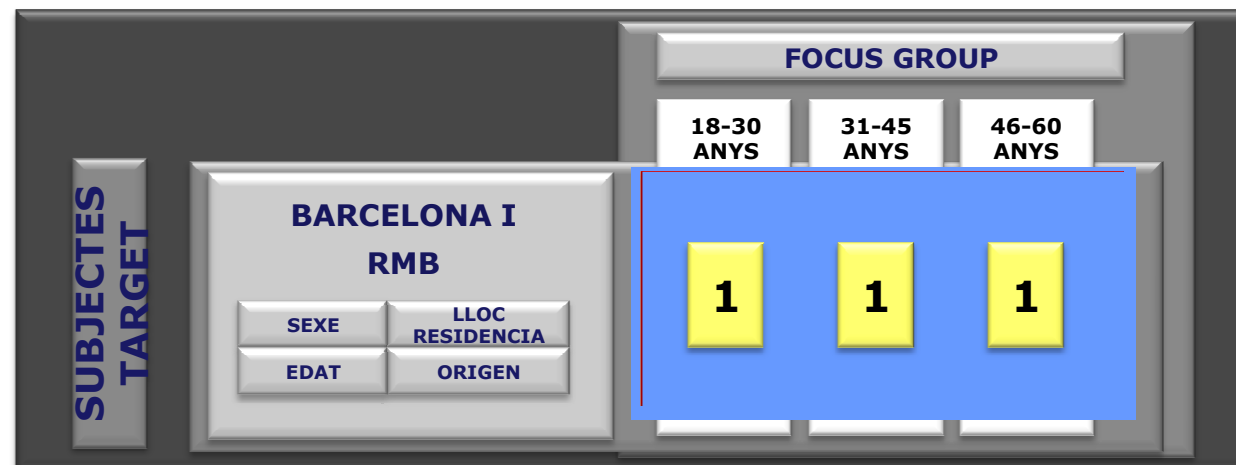 FOCUS GROUP
18-30
ANYS
31-45
ANYS
46-60
ANYS
SUBJECTES
TARGET
BARCELONA I
RMB
SEXE
LLOC
RESIDENCIA
EDAT
ORIGEN
1
1
1